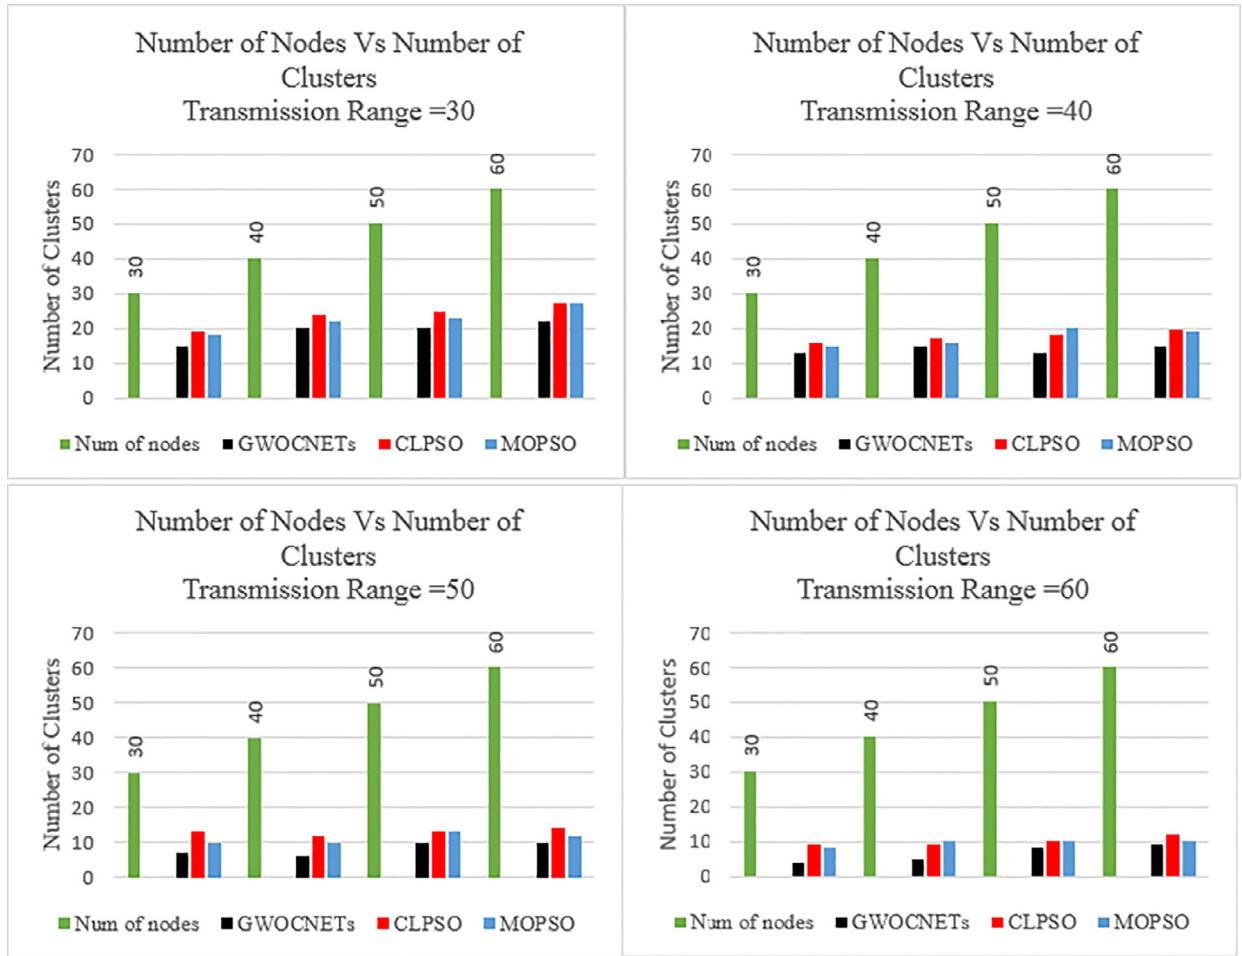 Number of Nodes Vs Number of
Clusters
Transmission Range =30
Number of Clusters
70
60
50
40
30
20
10
0
30
40
50
60
Num of nodes GWOCNETs CLPSO MOPSO
Number of Nodes Vs Number of
Clusters
Transmission Range =40
Number of Clusters
70
60
50
40
30
20
10
0
30
40
50
60
Num of nodes GWOCNETs CLPSO MOPSO
Number of Nodes Vs Number of
Clusters
Transmission Range =50
Number of Clusters
70
60
50
40
30
20
10
0
30
40
50
60
Num of nodes GWOCNETs CLPSO MOPSO
Number of Nodes Vs Number of
Clusters
Transmission Range =60
Number of Clusters
70
60
50
40
30
20
10
0
30
40
50
60
Num of nodes GWOCNETs CLPSO MOPSO